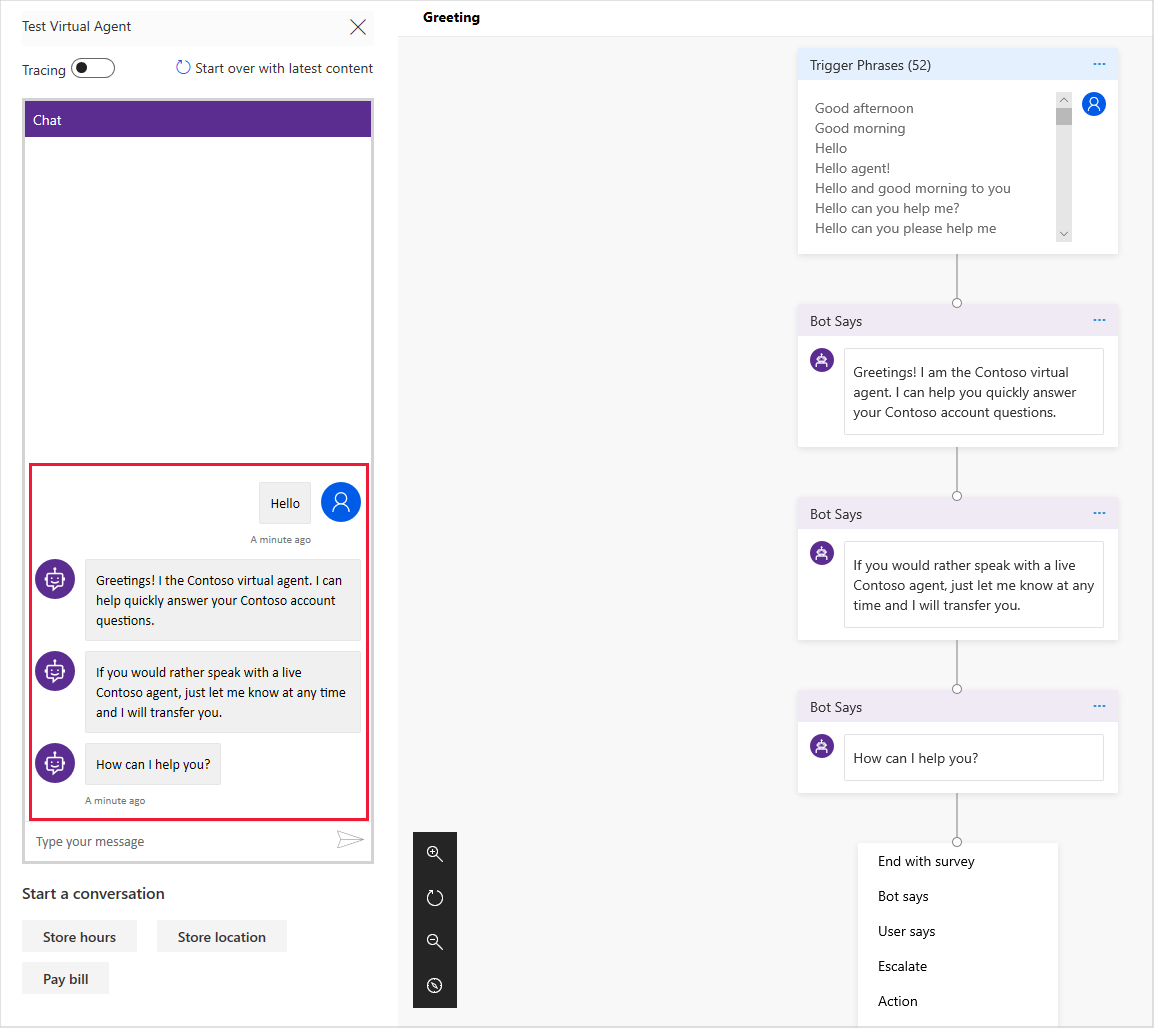 Test Virtual Agent
Tracing
Start over with latest content
Chat
Hello
A minute ago
Greetings! I the Contoso virtual agent. I can
help quickly answer your Contoso account
questions.
If you would rather speak with a live
Contoso agent, just let me know at any time
and I will transfer you.
How can I help you?
A minute ago
Type your message
Start a conversation
Store hours
Store location
Pay bill
Greeting
Trigger Phrases (52)
Good afternoon
Good morning
Hello
Hello agent!
Hello and good morning to you
Hello can you help me?
Hello can you please help me
Bot Says
Greetings! I am the Contoso virtual
agent. I can help you quickly answer
your Contoso account questions.
Bot Says
If you would rather speak with a live
Contoso agent, just let me know at any
time and I will transfer you.
Bot Says
How can I help you?
End with survey
Bot says
User says
Escalate
Action